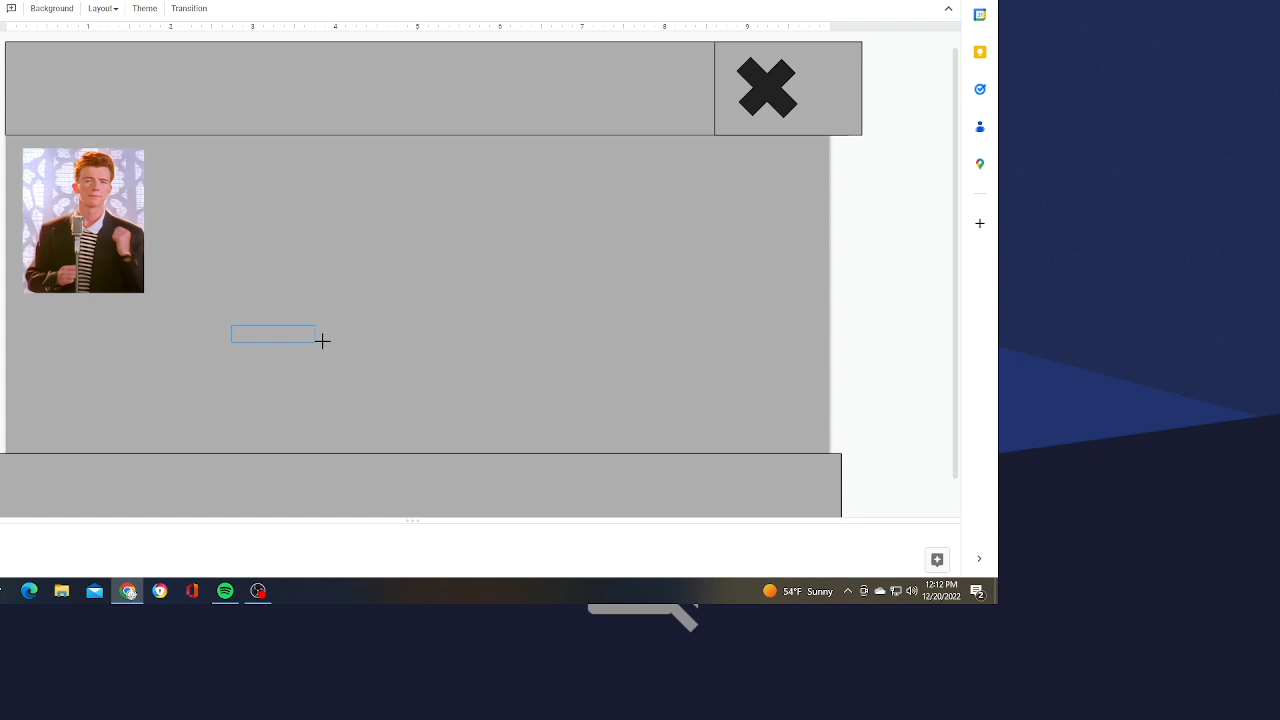 Background Layout Theme Transition
1 2 3 4 5 6 7 8 9
31
54°F Sunny
12:12 PM
12/20/2022
2